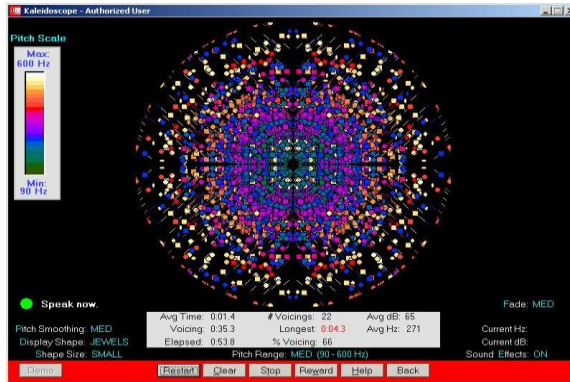 Kaleidoscope - Authorized User
Pitch Scale
Max:
600 Hz
Min:
90 Hz
Speak now.
Fade: MED
Avg Time: 0:01.4 # Voicings: 22 Avg dB: 65
Pitch Smoothing: MED Voicing: 0:35.3 Longest 0:04.3 Avg Hz: 271 Current Hz:
Display Shape: JEWELS Elapsed: 0:53.8 % Voicing: 66 Current dB:
Shape Size: SMALL Pitch Range: MED (90 - 600 Hz) Sound Effects: ON
Demo Restart Clear Stop Reward Help Back